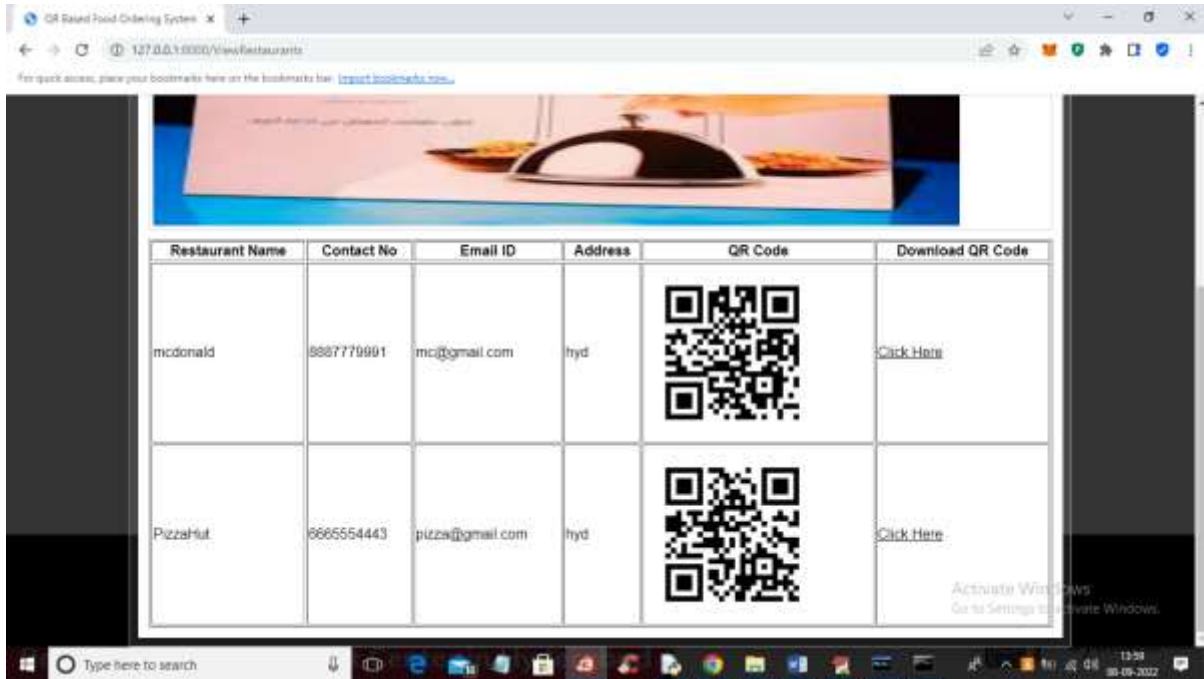 QR Based Food Ordering System
127.0.0.1:8000/ViewRestaurants
For quick access, place your bookmarks here on the bookmarks bar. Import bookmarks now...
Restaurant Name Contact No Email ID Address QR Code Download QR Code
mcdonald 8887779991 mc@gmail.com hyd Click Here
PizzaHut 6665554443 pizza@gmail.com hyd Click Here
Activate Windows
Go to Settings to activate Windows.
Type here to search
13:59
06-09-2022